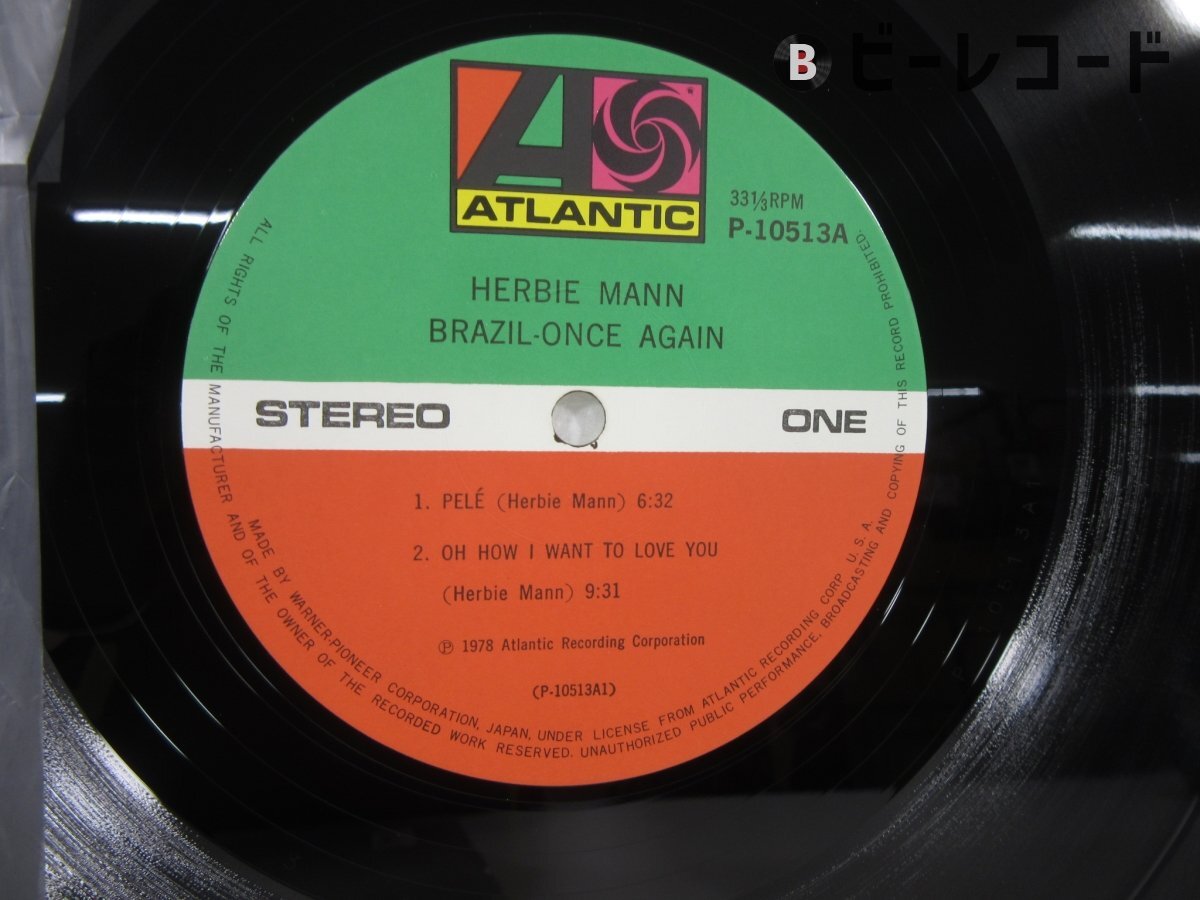 B ビーレコード
ATLANTIC
33⅓RPM
P-10513A
HERBIE MANN
BRAZIL-ONCE AGAIN
STEREO
ONE
1. PELÉ (Herbie Mann) 6:32
2. OH HOW I WANT TO LOVE YOU
(Herbie Mann) 9:31
℗ 1978 Atlantic Recording Corporation
(P-10513A1)
MADE BY WARNER-PIONEER CORPORATION, JAPAN, UNDER LICENSE FROM ATLANTIC RECORDING CORP U. S. A.
ALL RIGHTS OF THE MANUFACTURER AND OF THE OWNER OF THE RECORDED WORK RESERVED. UNAUTHORIZED PUBLIC PERFORMANCE, BROADCASTING AND COPYING OF THIS RECORD PROHIBITED.